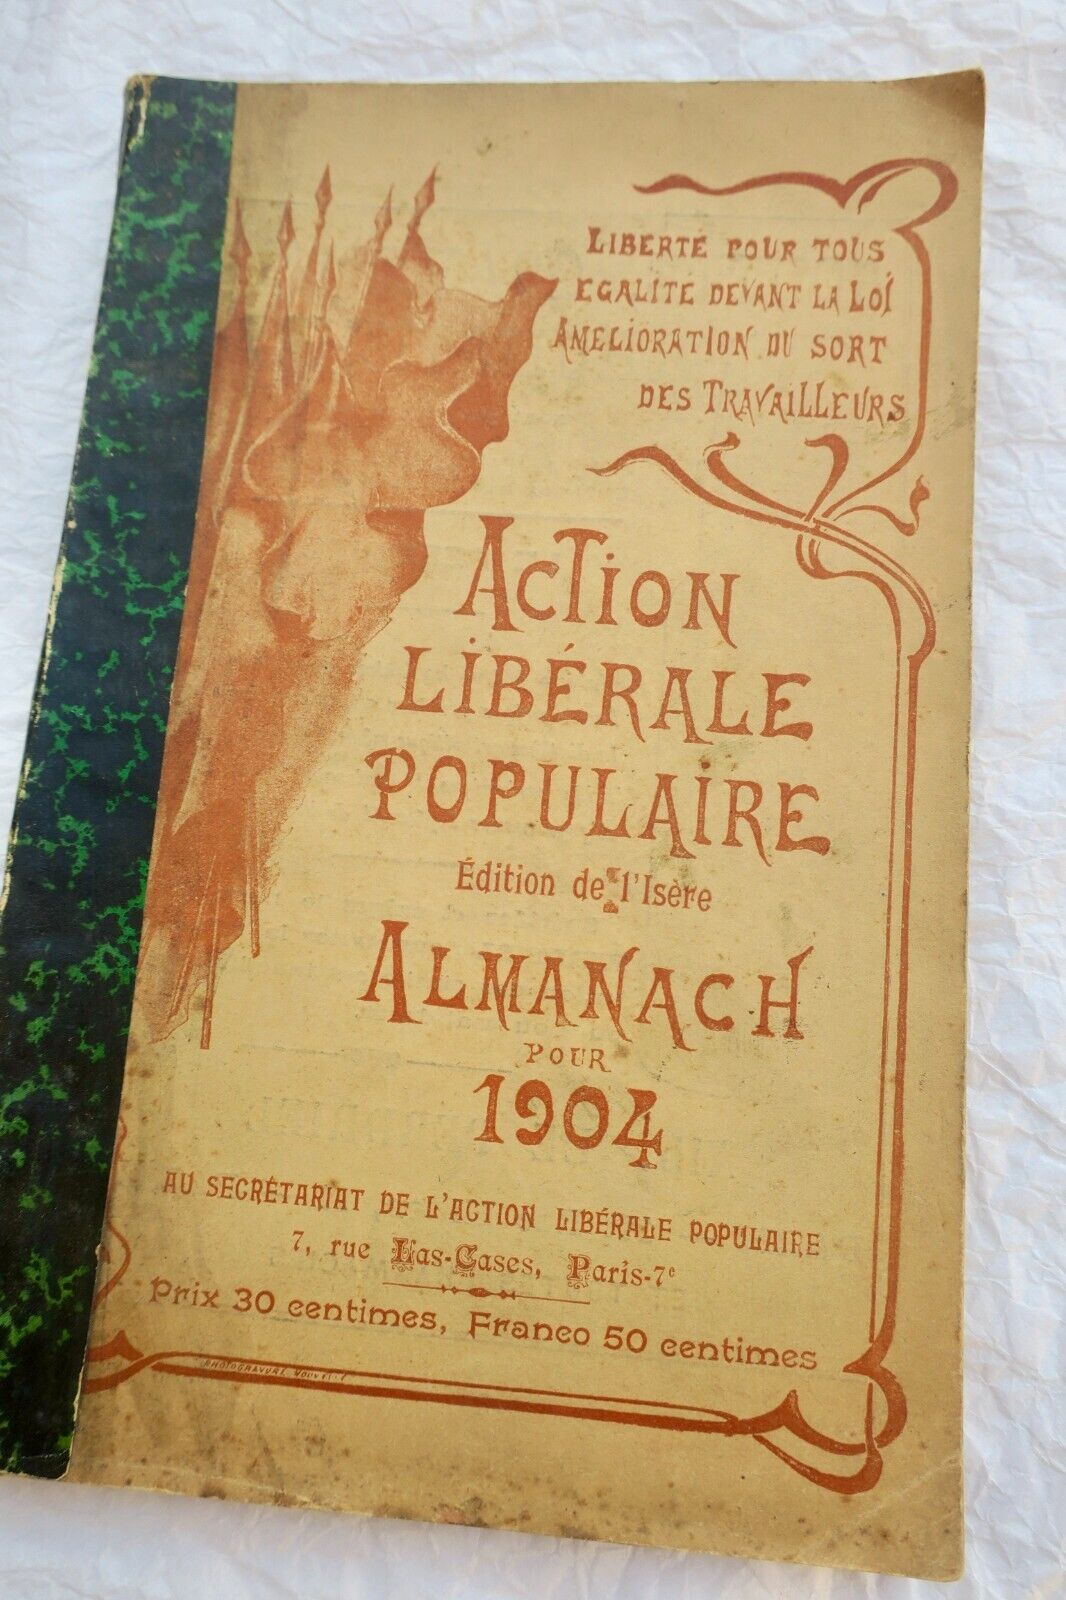 LIBERTÉ POUR TOUS
EGALITÉ DEVANT LA LOI
AMELIORATION DU SORT
DES TRAVAILLEURS
ACTION
LIBÉRALE
POPULAIRE
Édition de l'Isère
ALMANACH
POUR
1904
AU SECRÉTARIAT DE L'ACTION LIBÉRALE POPULAIRE
7, rue Las-Cases, Paris-7e
Prix 30 centimes, Franco 50 centimes
PHOTOGRAVURE